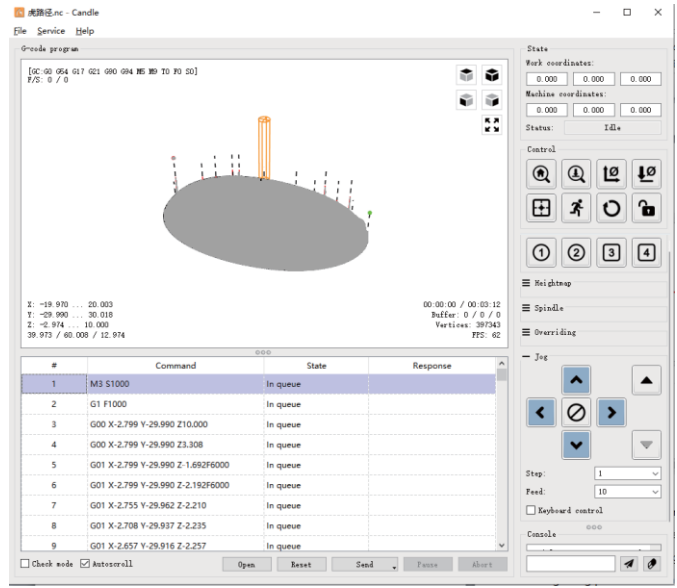 虎路径.nc - Candle
File Service Help
G-code program
[GC:G0 G54 G17 G21 G90 G94 M5 M9 T0 F0 S0]
F/S: 0 / 0
X: -19.970 ... 20.003
Y: -29.990 ... 30.018
Z: -2.974 ... 10.000
39.973 / 60.008 / 12.974
00:00:00 / 00:03:12
Buffer: 0 / 0 / 0
Vertices: 397343
FPS: 62
# Command State Response
1 M3 S1000 In queue
2 G1 F1000 In queue
3 G00 X-2.799 Y-29.990 Z10.000 In queue
4 G00 X-2.799 Y-29.990 Z3.308 In queue
5 G01 X-2.799 Y-29.990 Z-1.692F6000 In queue
6 G01 X-2.799 Y-29.990 Z-2.192F6000 In queue
7 G01 X-2.755 Y-29.962 Z-2.210 In queue
8 G01 X-2.708 Y-29.937 Z-2.235 In queue
9 G01 X-2.657 Y-29.916 Z-2.257 In queue
Check mode Autoscroll Open Reset Send Pause Abort
State
Work coordinates:
0.000 0.000 0.000
Machine coordinates:
0.000 0.000 0.000
Status: Idle
Control
1 2 3 4
Heightmap
Spindle
Overriding
Jog
Step: 1
Feed: 10
Keyboard control
Console